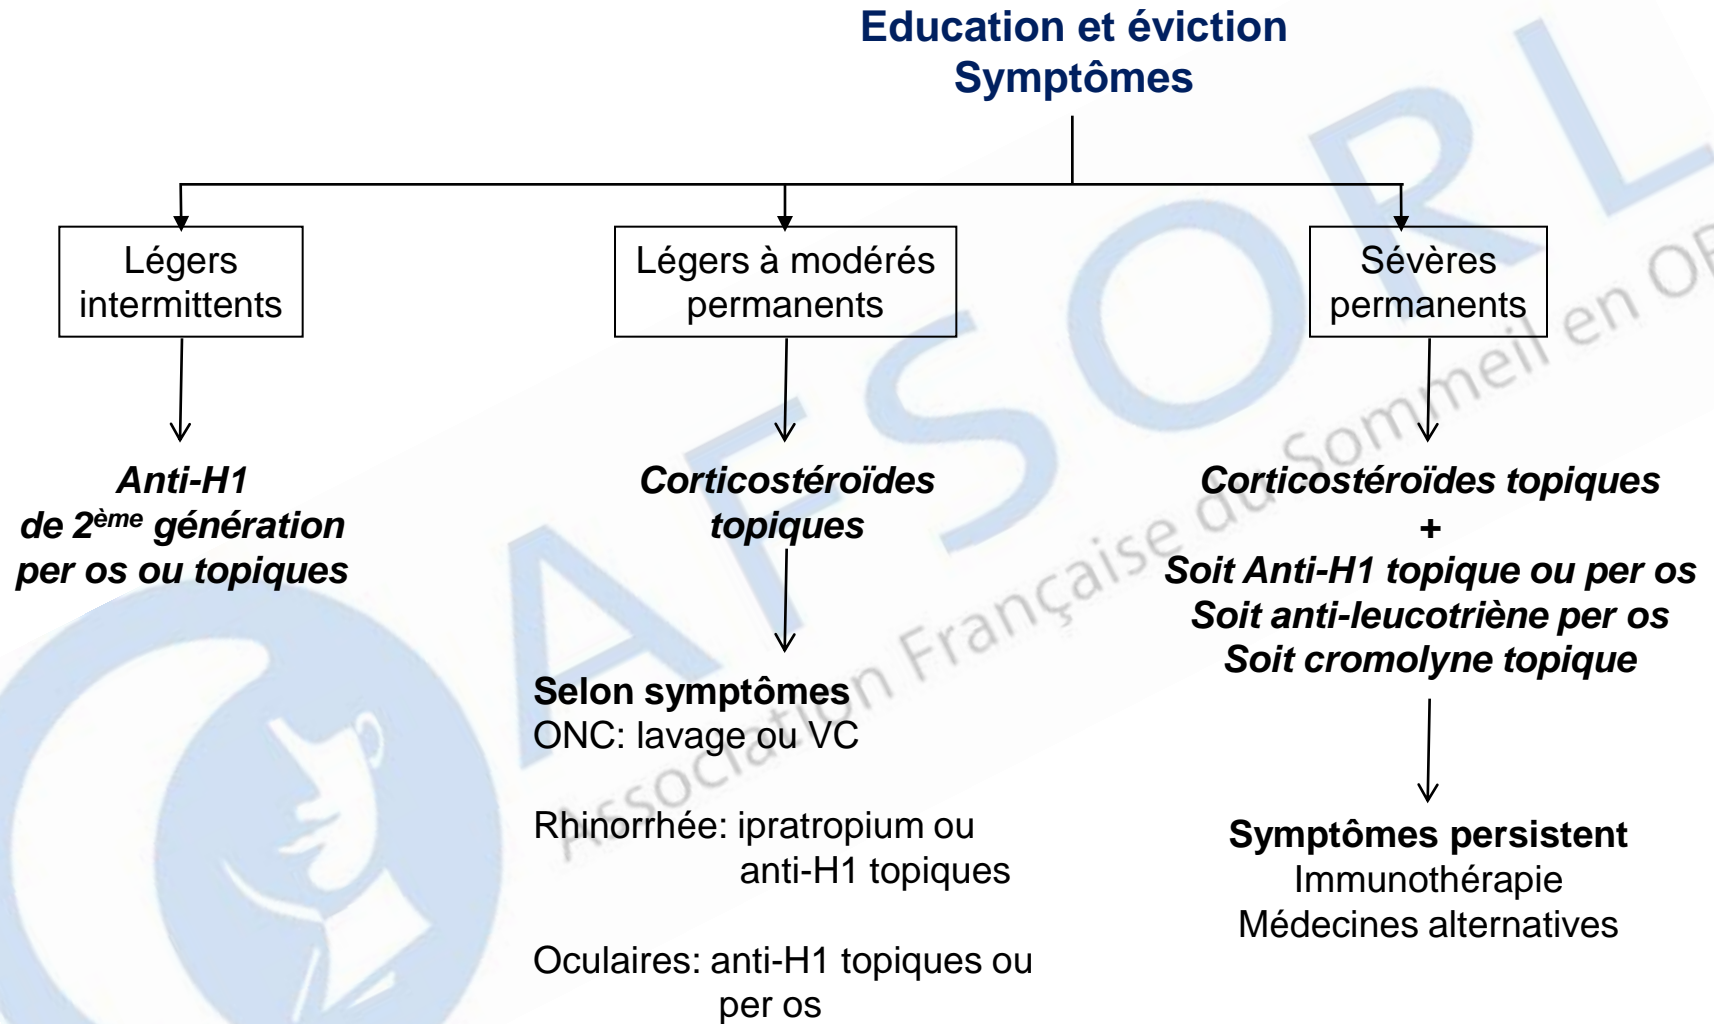 Education et éviction
Symptômes
Légers
intermittents
Légers à modérés
permanents
Sévères
permanents
Anti-H1
de 2ème génération
per os ou topiques
Corticostéroïdes
topiques
Corticostéroïdes topiques
+
Soit Anti-H1 topique ou per os
Soit anti-leucotriène per os
Soit cromolyne topique
Selon symptômes
ONC: lavage ou VC
Rhinorrhée: ipratropium ou
anti-H1 topiques
Oculaires: anti-H1 topiques ou
per os
Symptômes persistent
Immunothérapie
Médecines alternatives
AFSORL
Association Française du Sommeil en OR